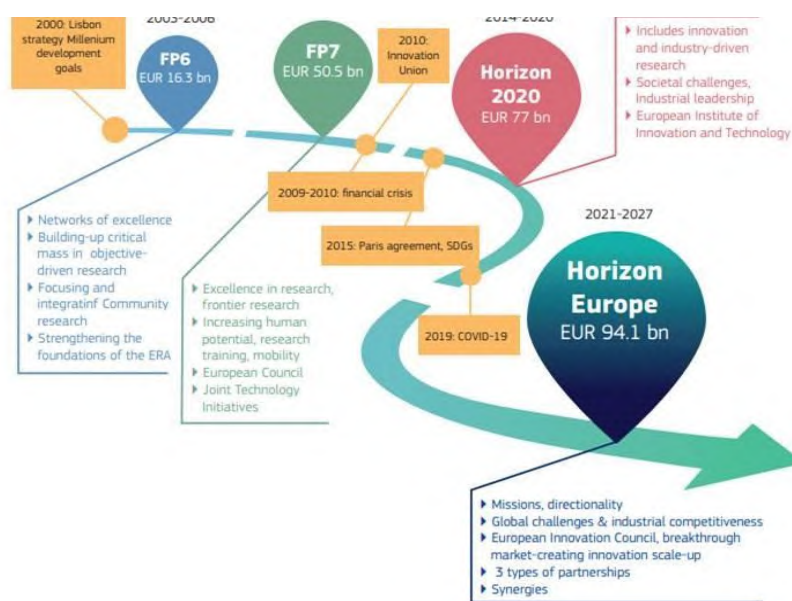 2000: Lisbon
strategy Millenium
development
goals
2003-2006
FP6
EUR 16.3 bn
FP7
EUR 50.5 bn
2010:
Innovation
Union
2014-2020
Horizon
2020
EUR 77 bn
Includes innovation
and industry-driven
research
Societal challenges,
Industrial leadership
European Institute of
Innovation and Technology
2009-2010: financial crisis
2015: Paris agreement, SDGs
2019: COVID-19
Networks of excellence
Building-up critical
mass in objective-
driven research
Focusing and
integratinf Community
research
Strengthening the
foundations of the ERA
Excellence in research,
frontier research
Increasing human
potential, research
training, mobility
European Council
Joint Technology
Initiatives
2021-2027
Horizon
Europe
EUR 94.1 bn
Missions, directionality
Global challenges & industrial competitiveness
European Innovation Council, breakthrough
market-creating innovation scale-up
3 types of partnerships
Synergies